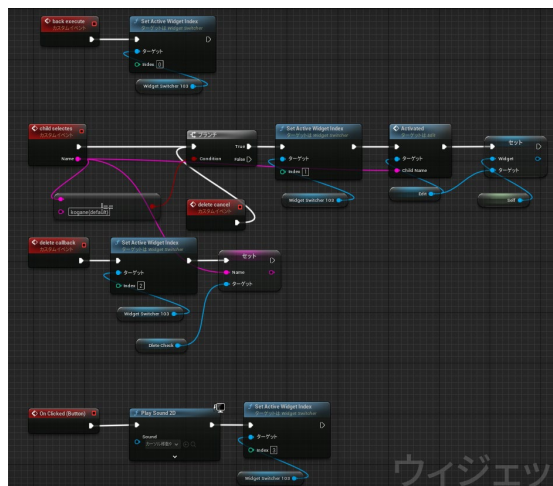 back execute
カスタムイベント
Set Active Widget Index
ターゲットは Widget Switcher
ターゲット
Index 0
Widget Switcher 103
child selectes
カスタムイベント
Name
ブランチ
Condition
True
False
Set Active Widget Index
ターゲットは Widget Switcher
ターゲット
Index 1
Widget Switcher 103
Activated
ターゲット
Child Name
Edit
セット
Widget
ターゲット
Self
!==
kogane(default)
delete cancel
カスタムイベント
delete callback
カスタムイベント
Set Active Widget Index
ターゲットは Widget Switcher
ターゲット
Index 2
Widget Switcher 103
セット
Name
ターゲット
Dlete Check
On Clicked (Button)
Play Sound 2D
Sound
Set Active Widget Index
ターゲットは Widget Switcher
ターゲット
Index 3
Widget Switcher 103
ウィジェッ